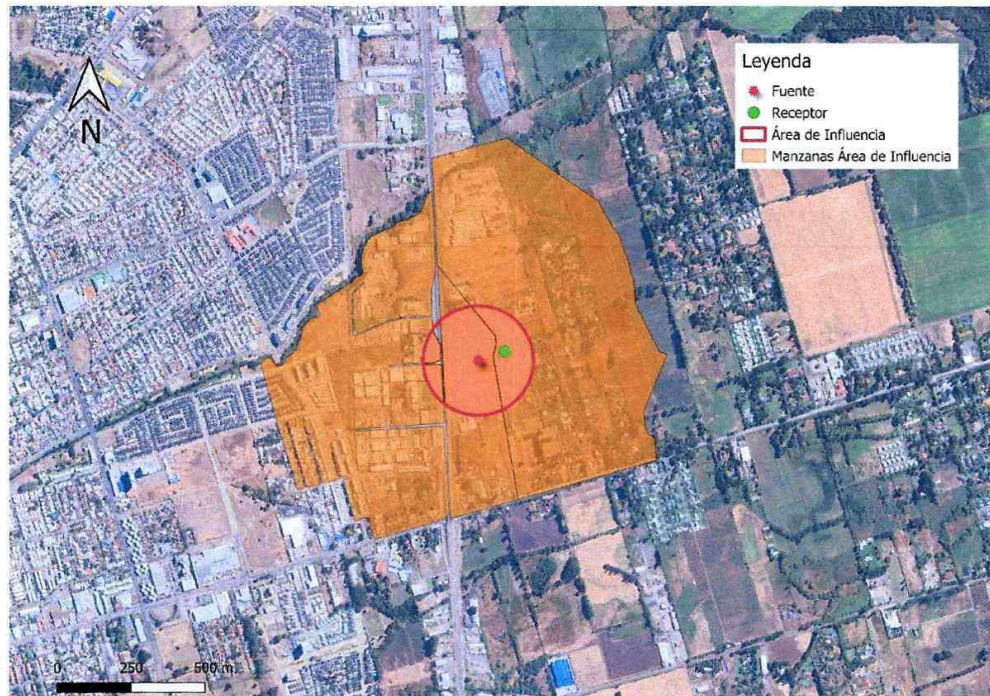 Leyenda
Fuente
Receptor
Área de Influencia
Manzanas Área de Influencia
N
0 250 500 m